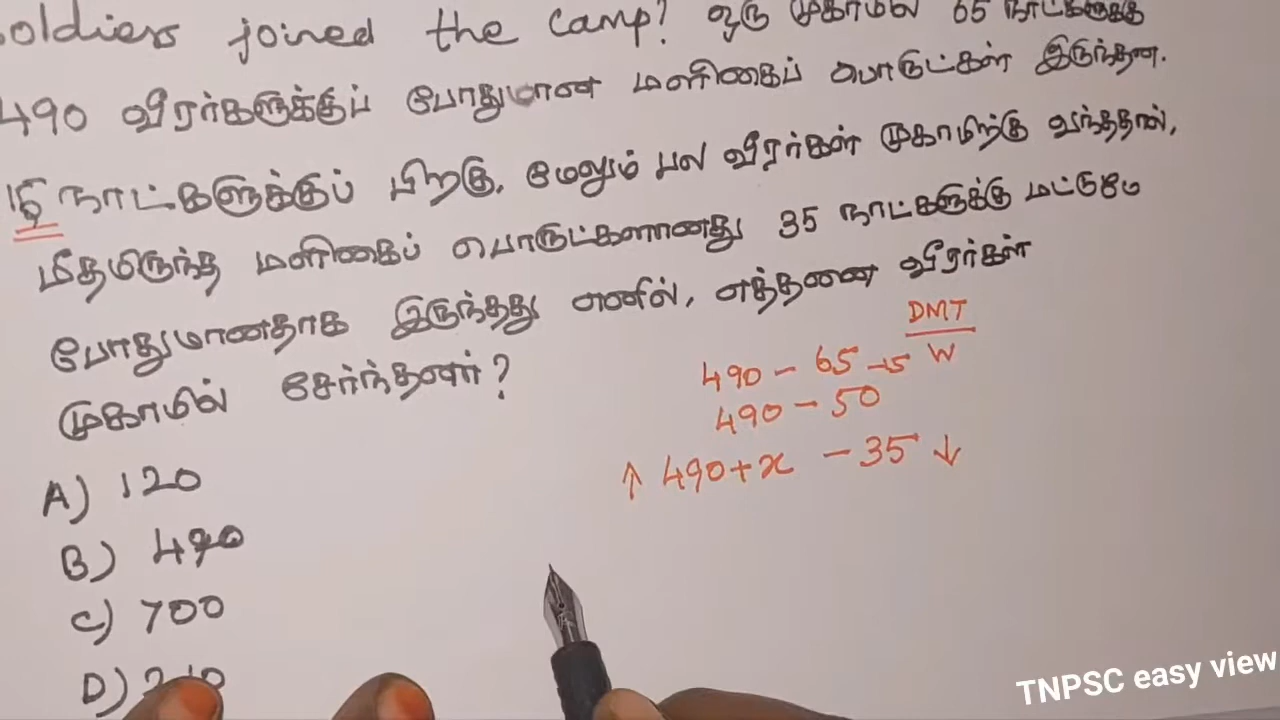 soldiers joined the camp? ஒரு முகாமில் 65 நாட்களுக்கு
490 வீரர்களுக்குப் போதுமான மளிகைப் பொருட்கள் இருந்தன.
15 நாட்களுக்குப் பிறகு, மேலும் பல வீரர்கள் முகாமிற்கு வந்ததால்,
மீதமிருந்த மளிகைப் பொருட்களானது 35 நாட்களுக்கு மட்டுமே
போதுமானதாக இருந்தது எனில், எத்தனை வீரர்கள்
முகாமில் சேர்ந்தனர்?
DMT
W
490 - 65 -15
490 - 50
↑ 490+x - 35 ↓
A) 120
B) 490
C) 700
D) 210
TNPSC easy view